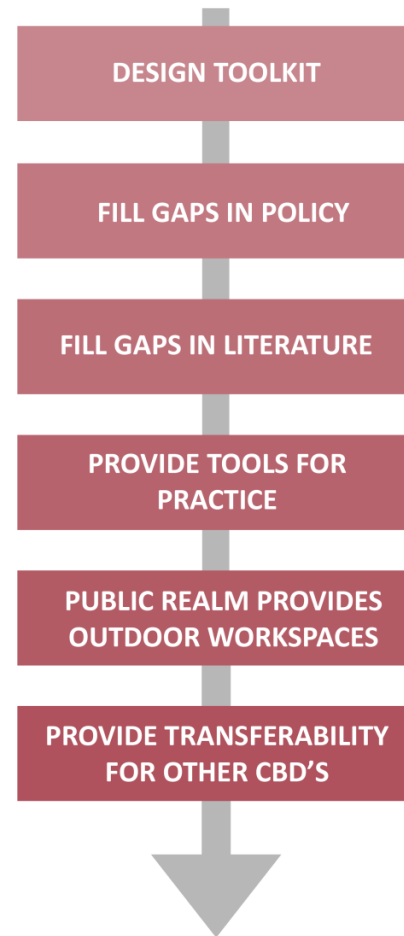 DESIGN TOOLKIT
FILL GAPS IN POLICY
FILL GAPS IN LITERATURE
PROVIDE TOOLS FOR
PRACTICE
PUBLIC REALM PROVIDES
OUTDOOR WORKSPACES
PROVIDE TRANSFERABILITY
FOR OTHER CBD'S